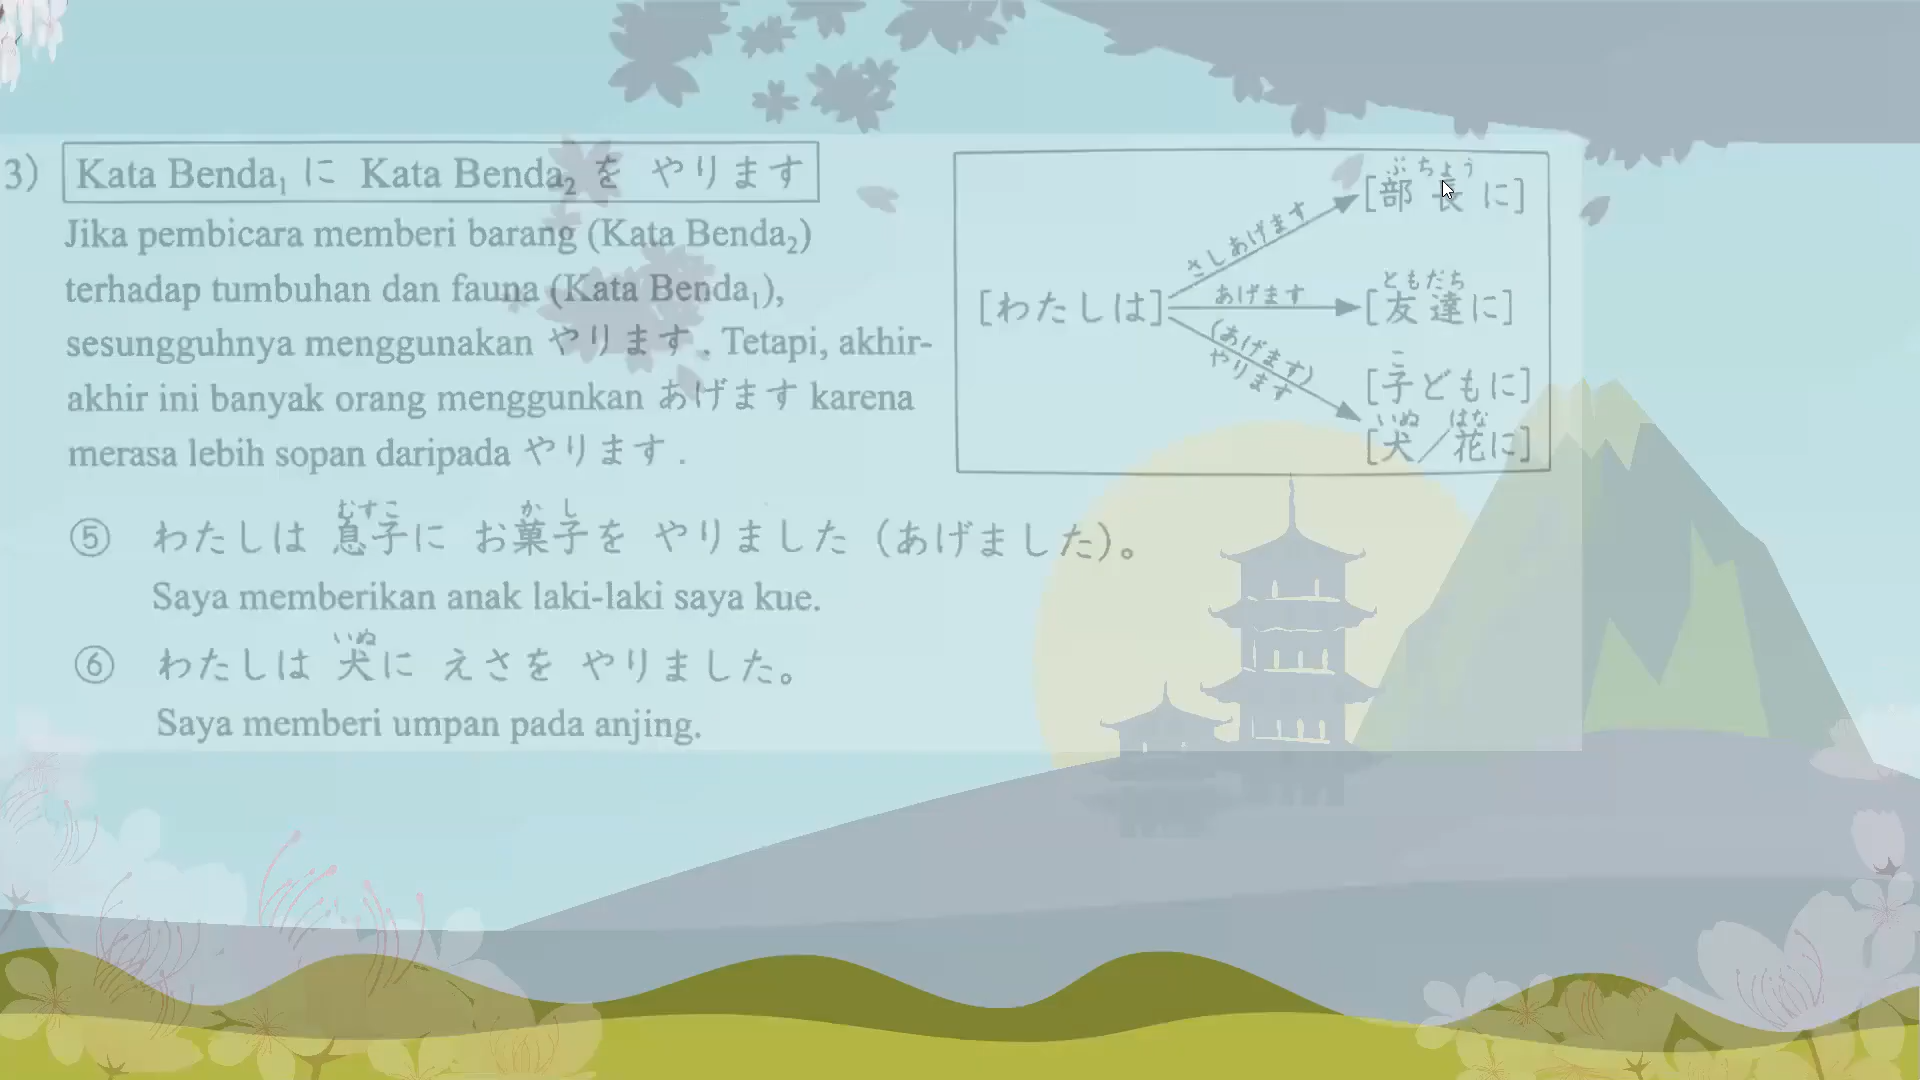 3) Kata Benda₁ に Kata Benda₂ を やります
Jika pembicara memberi barang (Kata Benda₂)
terhadap tumbuhan dan fauna (Kata Benda₁),
sesungguhnya menggunakan やります . Tetapi, akhir-
akhir ini banyak orang menggunkan あげます karena
merasa lebih sopan daripada やります .
ぶちょう
[部長に]
さしあげます
ともだち
[わたしは] あげます [友達に]
(あげます)
やります
こ
[子どもに]
いぬ はな
[犬／花に]
むすこ かし
⑤ わたしは 息子に お菓子を やりました (あげました)。
Saya memberikan anak laki-laki saya kue.
いぬ
⑥ わたしは 犬に えさを やりました。
Saya memberi umpan pada anjing.